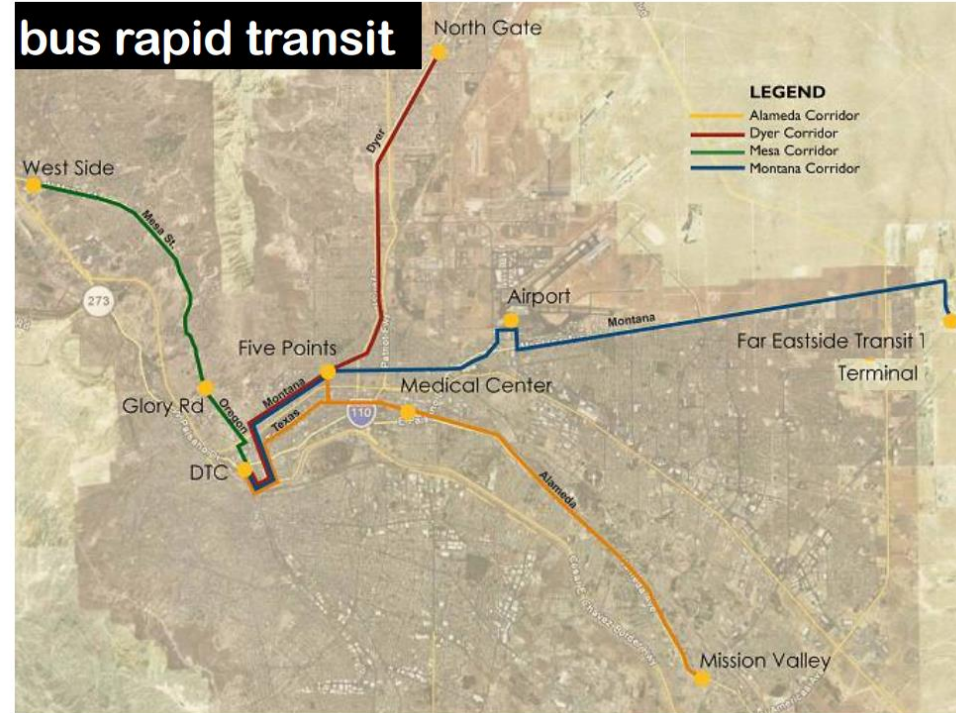 bus rapid transit
North Gate
LEGEND
Alameda Corridor
Dyer Corridor
Mesa Corridor
Montana Corridor
Dyer
West Side
Mesa St.
273
Airport
Montana
Five Points
Far Eastside Transit 1
Terminal
Montana
Medical Center
Glory Rd
Oregon
Texas
110
DTC
Alameda
Mission Valley